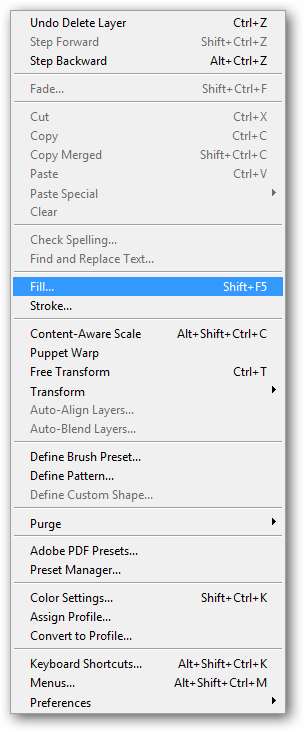 Undo Delete Layer Ctrl+Z
Step Forward Shift+Ctrl+Z
Step Backward Alt+Ctrl+Z
Fade... Shift+Ctrl+F
Cut Ctrl+X
Copy Ctrl+C
Copy Merged Shift+Ctrl+C
Paste Ctrl+V
Paste Special
Clear
Check Spelling...
Find and Replace Text...
Fill... Shift+F5
Stroke...
Content-Aware Scale Alt+Shift+Ctrl+C
Puppet Warp
Free Transform Ctrl+T
Transform
Auto-Align Layers...
Auto-Blend Layers...
Define Brush Preset...
Define Pattern...
Define Custom Shape...
Purge
Adobe PDF Presets...
Preset Manager...
Color Settings... Shift+Ctrl+K
Assign Profile...
Convert to Profile...
Keyboard Shortcuts... Alt+Shift+Ctrl+K
Menus... Alt+Shift+Ctrl+M
Preferences